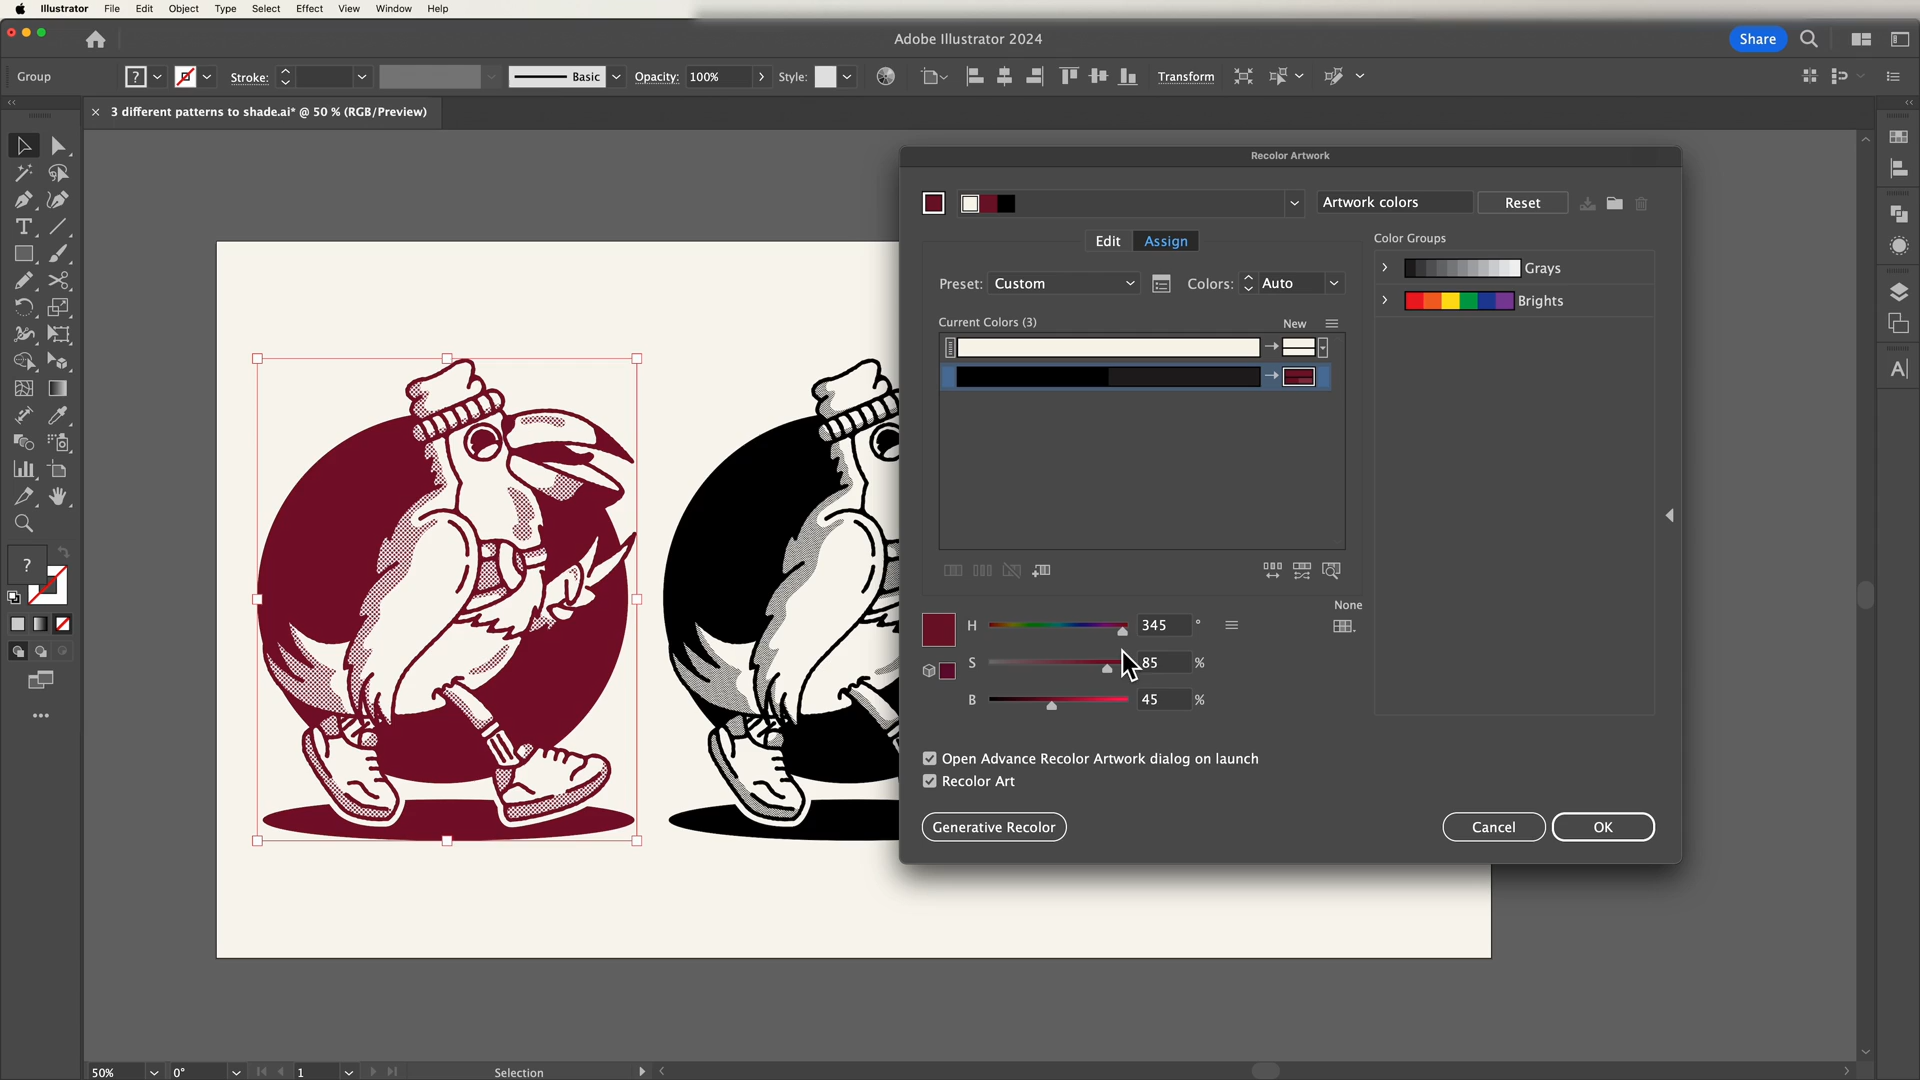 Illustrator File Edit Object Type Select Effect View Window Help
Adobe Illustrator 2024
Share
Group
?
Stroke:
Basic
Opacity: 100%
Style:
Transform
× 3 different patterns to shade.ai* @ 50 % (RGB/Preview)
Recolor Artwork
Artwork colors
Reset
Edit Assign
Color Groups
Preset: Custom
Colors: Auto
Grays
Brights
Current Colors (3)
New
None
H 345 °
S 85 %
B 45 %
Open Advance Recolor Artwork dialog on launch
Recolor Art
Generative Recolor
Cancel
OK
T
A
?
50%
0°
1
Selection